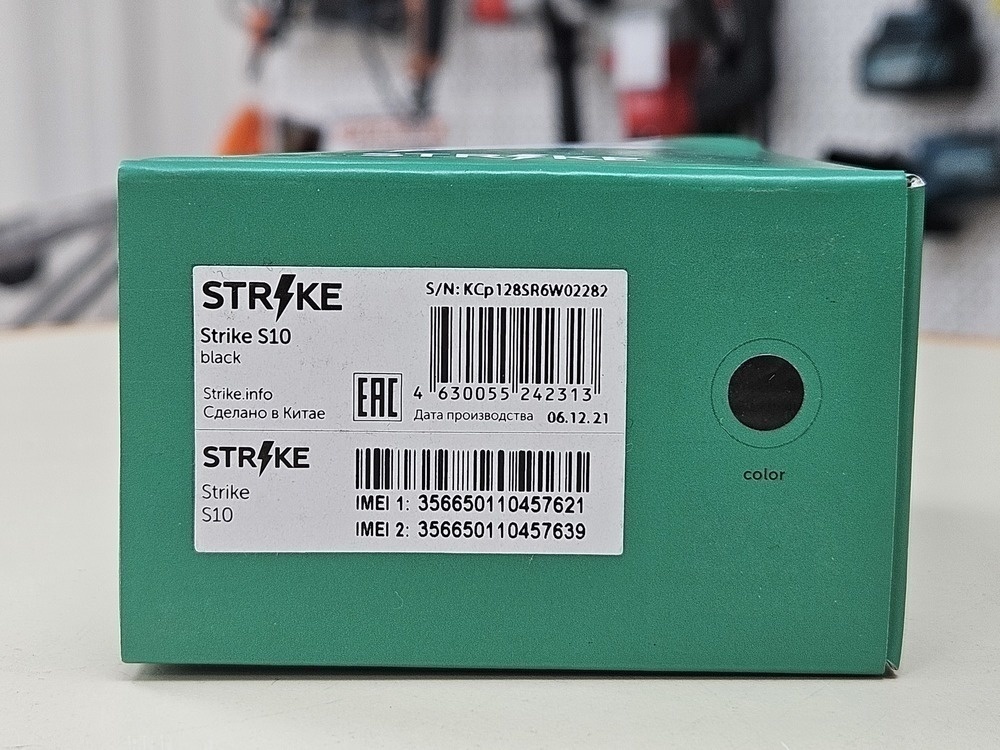 STRIKE
STRIKE
S/N: KCp128SR6W02282
Strike S10
black
Strike.info
Сделано в Китае
EAC
4 630055 242313
Дата производства 06.12.21
STRIKE
Strike
S10
IMEI 1: 356650110457621
IMEI 2: 356650110457639
color